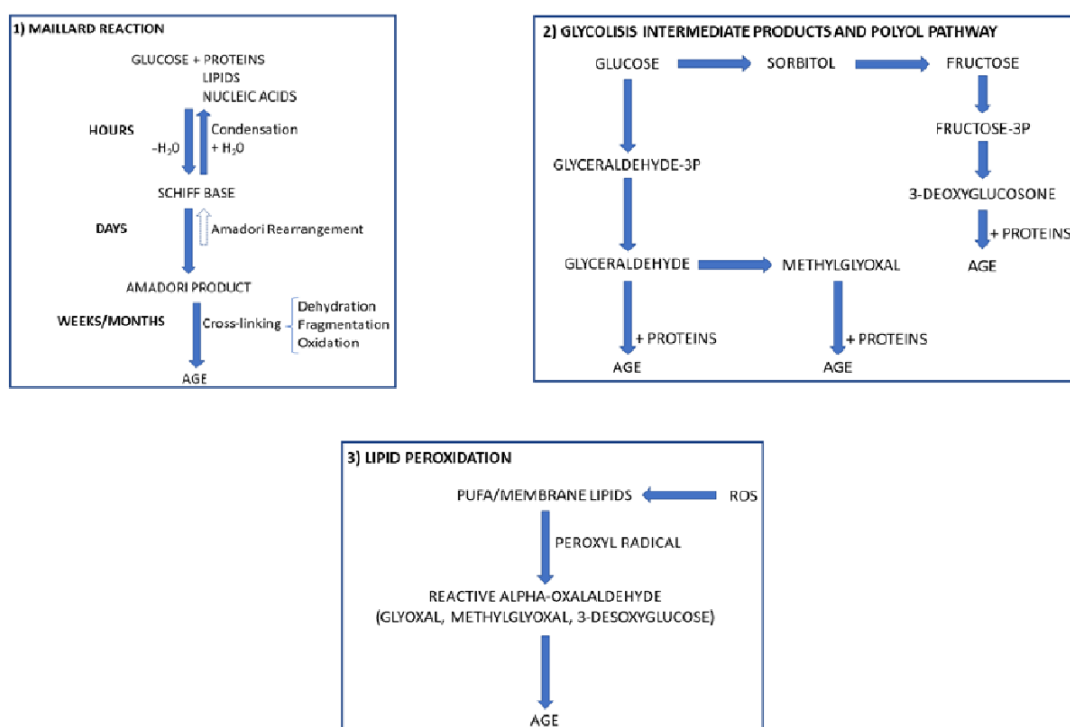 1) MAILLARD REACTION
GLUCOSE + PROTEINS
LIPIDS
NUCLEIC ACIDS
HOURS
Condensation
–H₂0
+ H₂O
SCHIFF BASE
DAYS
Amadori Rearrangement
AMADORI PRODUCT
WEEKS/MONTHS
Cross-linking
Dehydration
Fragmentation
Oxidation
AGE
2) GLYCOLISIS INTERMEDIATE PRODUCTS AND POLYOL PATHWAY
GLUCOSE
SORBITOL
FRUCTOSE
FRUCTOSE-3P
GLYCERALDEHYDE-3P
3-DEOXYGLUCOSONE
+ PROTEINS
GLYCERALDEHYDE
METHYLGLYOXAL
AGE
+ PROTEINS
+ PROTEINS
AGE
AGE
3) LIPID PEROXIDATION
PUFA/MEMBRANE LIPIDS
ROS
PEROXYL RADICAL
REACTIVE ALPHA-OXALALDEHYDE
(GLYOXAL, METHYLGLYOXAL, 3-DESOXYGLUCOSE)
AGE